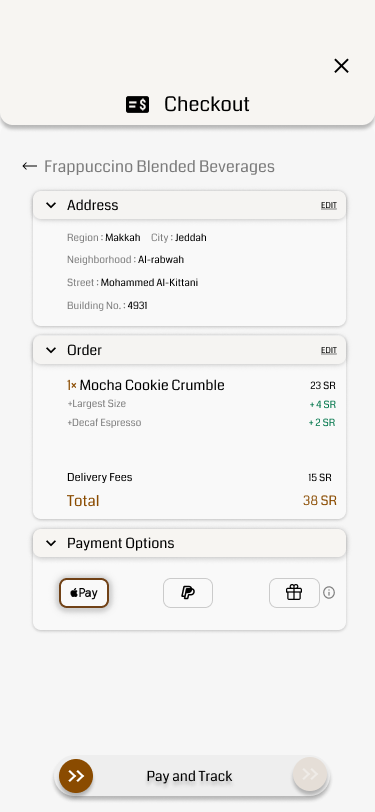 Checkout
Frappuccino Blended Beverages
Address EDIT
Region : Makkah City : Jeddah
Neighborhood : Al-rabwah
Street : Mohammed Al-Kittani
Building No. : 4931
Order EDIT
1× Mocha Cookie Crumble 23 SR
+Largest Size +4 SR
+Decaf Espresso +2 SR
Delivery Fees 15 SR
Total 38 SR
Payment Options
Pay
Pay and Track